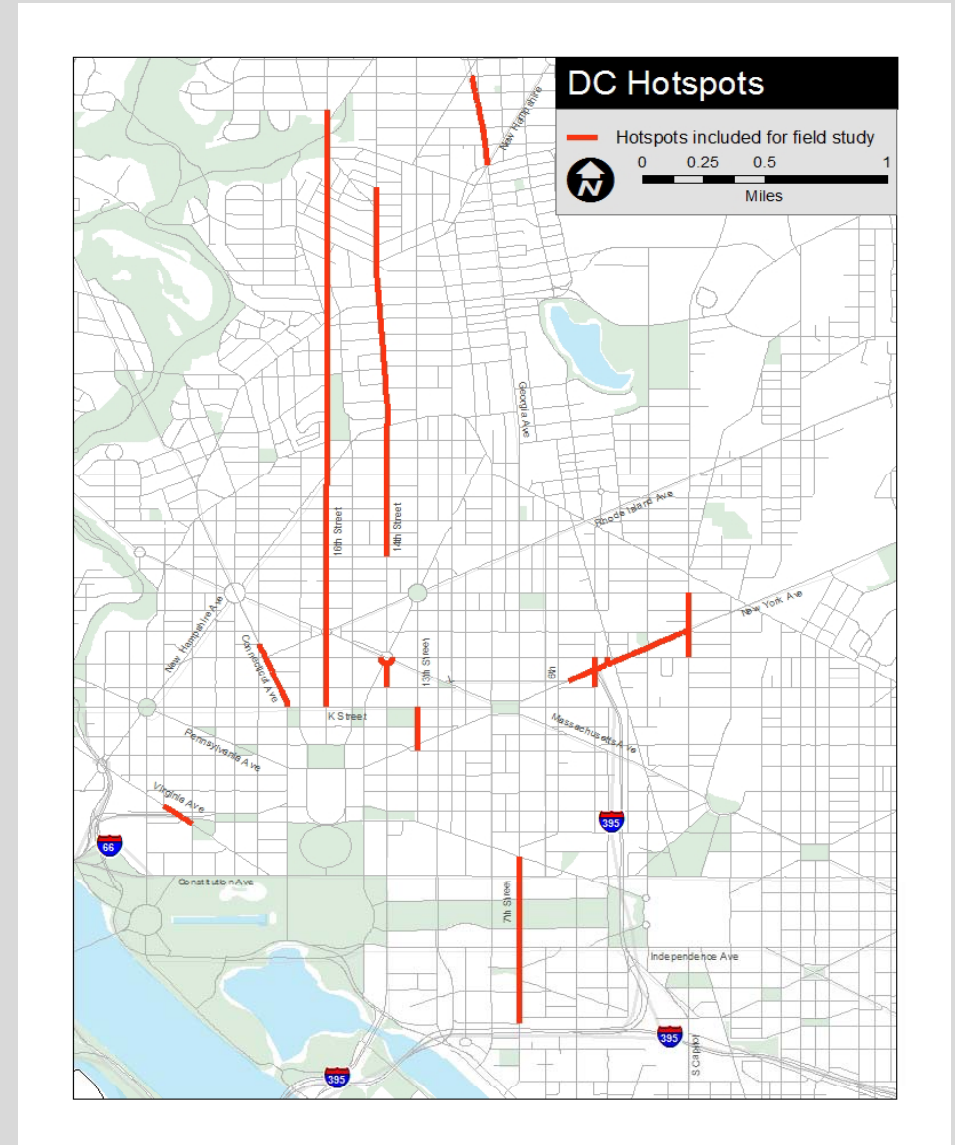 DC Hotspots
Hotspots included for field study
0 0.25 0.5 1
Miles
N
New Hampshire
Georgia Ave
16th Street
14th Street
Rhode Island Ave
New York Ave
New Hampshire Ave
Connecticut Ave
13th Street
6th
K Street
Massachusetts Ave
Pennsylvania Ave
Virginia Ave
395
66
Constitution Ave
7th Street
Independence Ave
395
S Capitol
395